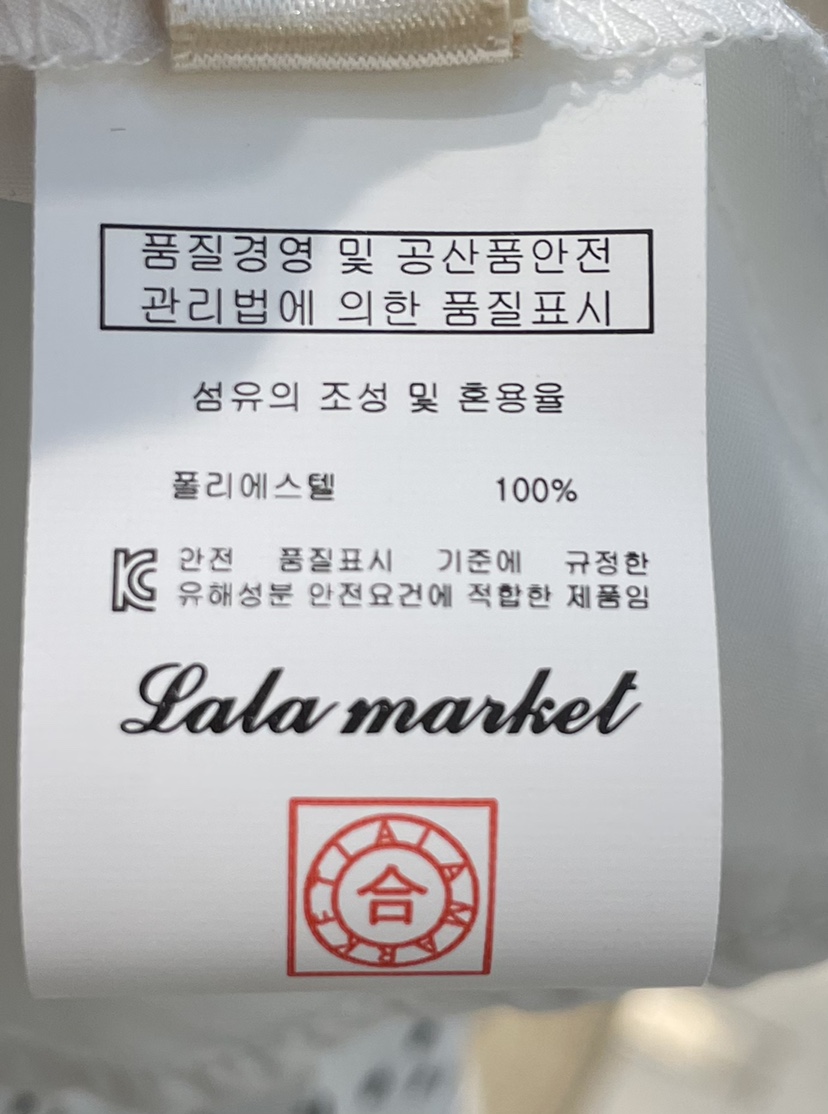 품질경영 및 공산품안전
관리법에 의한 품질표시
섬유의 조성 및 혼용율
폴리에스텔 100%
안전 품질표시 기준에 규정한
유해성분 안전요건에 적합한 제품임
Lala market
LALAMARKET
合